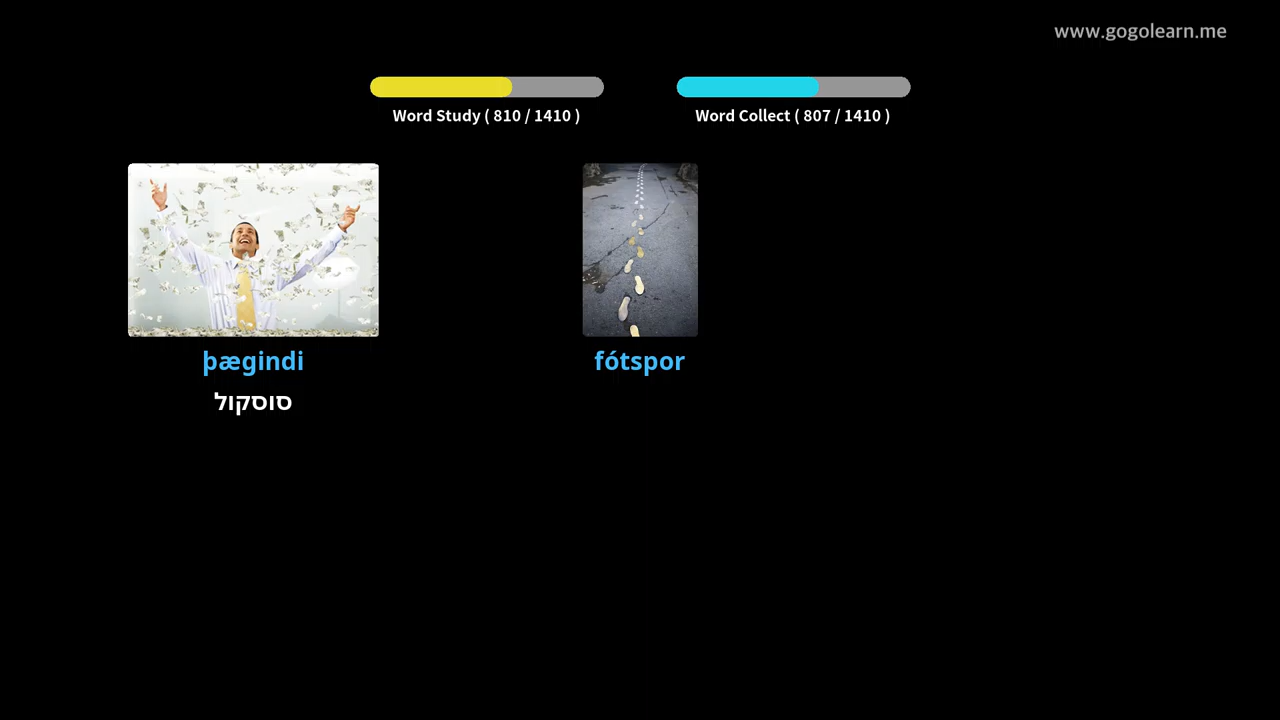 www.gogolearn.me
Word Study ( 810 / 1410 )
Word Collect ( 807 / 1410 )
þægindi
סוסקול
fótspor